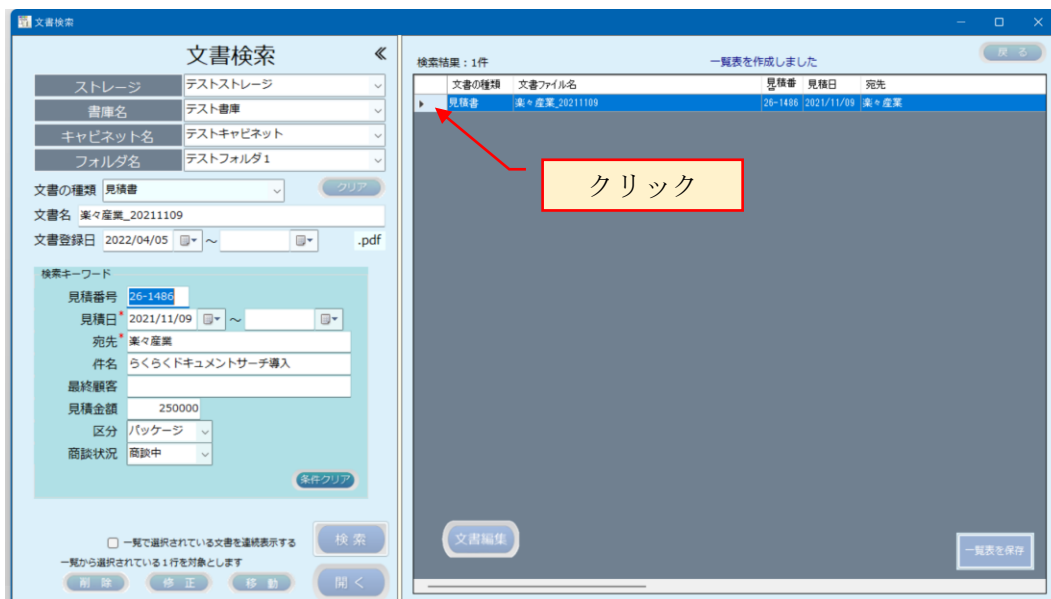 文書検索
文書検索
≪
ストレージ テストストレージ
書庫名 テスト書庫
キャビネット名 テストキャビネット
フォルダ名 テストフォルダ1
文書の種類 見積書 クリア
文書名 楽々産業_20211109
文書登録日 2022/04/05 ～ .pdf
検索キーワード
見積番号 26-1486
見積日* 2021/11/09 ～
宛先*楽々産業
件名 らくらくドキュメントサーチ導入
最終顧客
見積金額 250000
区分 パッケージ
商談状況 商談中
条件クリア
一覧で選択されている文書を連続表示する
検索
一覧から選択されている1行を対象とします
削除 修正 移動 開く
検索結果：1件 一覧表を作成しました 戻る
文書の種類 文書ファイル名 見積番号 見積日 宛先
見積書 楽々産業_20211109 26-1486 2021/11/09 楽々産業
クリック
文書編集
一覧表を保存